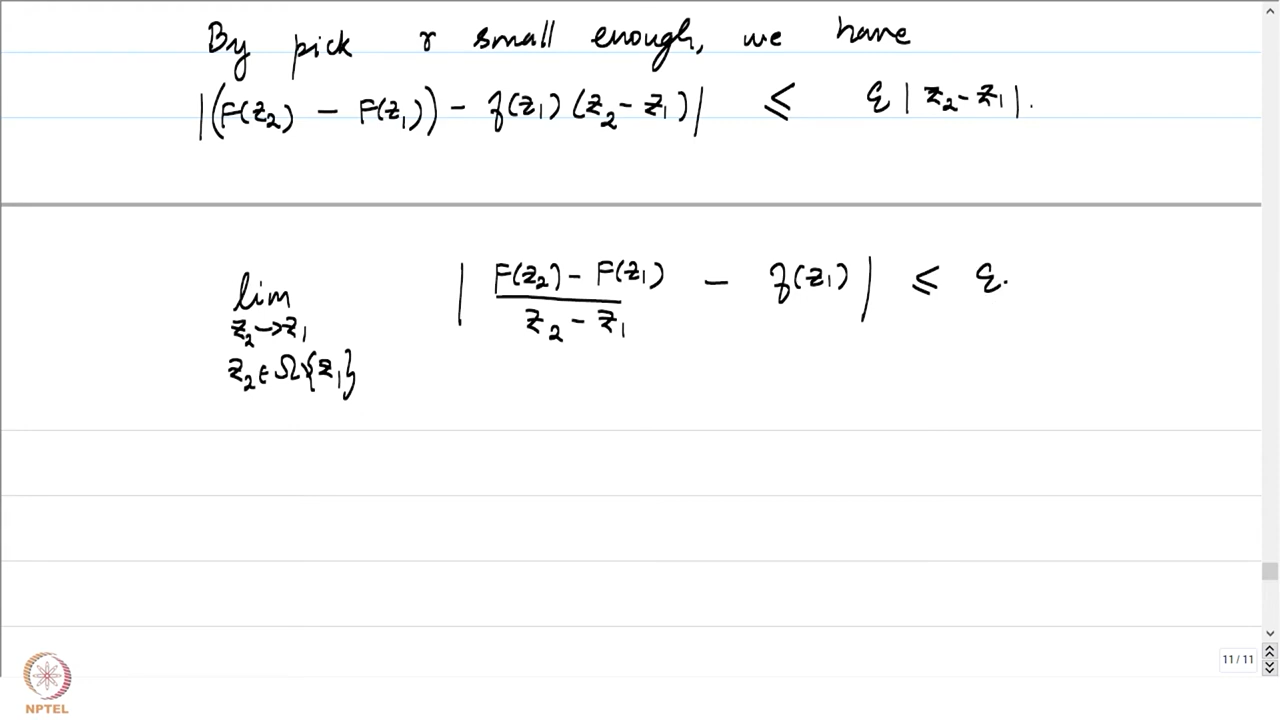 By pick r small enough, we have
|(F(z₂) − F(z₁)) − f(z₁)(z₂ − z₁)| ≤ ε|z₂ − z₁|.
lim | F(z₂) − F(z₁) / z₂ − z₁ − f(z₁) | ≤ ε.
z₂→z₁
z₂∈Ω\{z₁}
11 / 11
NPTEL